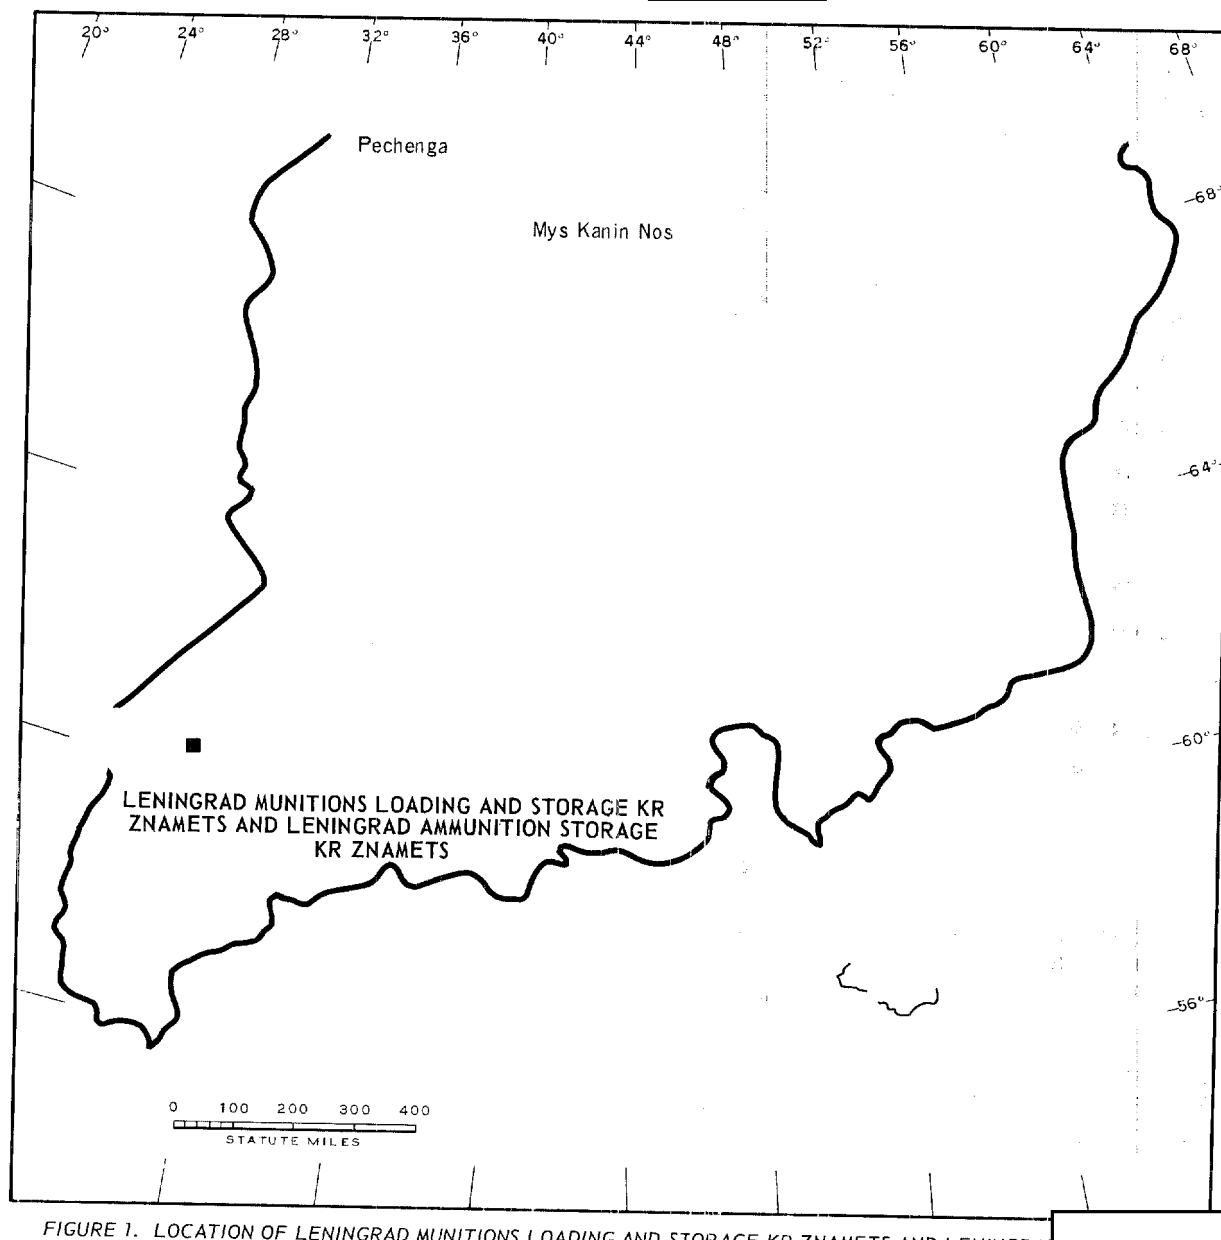 20° 24° 28° 32° 36° 40° 44° 48° 52° 56° 60° 64° 68°
Pechenga
68°
Mys Kanin Nos
64°
60°
LENINGRAD MUNITIONS LOADING AND STORAGE KR
ZNAMETS AND LENINGRAD AMMUNITION STORAGE
KR ZNAMETS
56°
0 100 200 300 400
STATUTE MILES
FIGURE 1. LOCATION OF LENINGRAD MUNITIONS LOADING AND STORAGE KR ZNAMETS AND